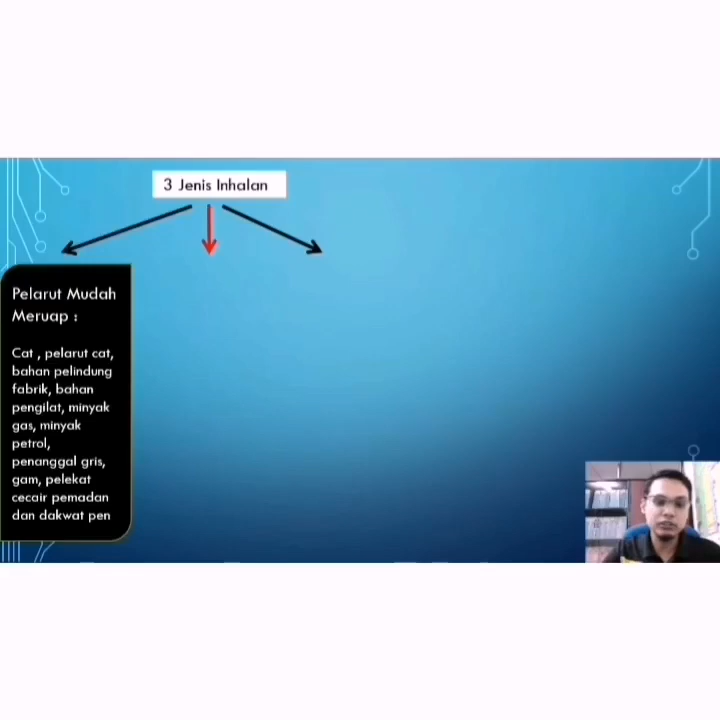 3 Jenis Inhalan
Pelarut Mudah
Meruap :
Cat , pelarut cat,
bahan pelindung
fabrik, bahan
pengilat, minyak
gas, minyak
petrol,
penanggal gris,
gam, pelekat
cecair pemadan
dan dakwat pen